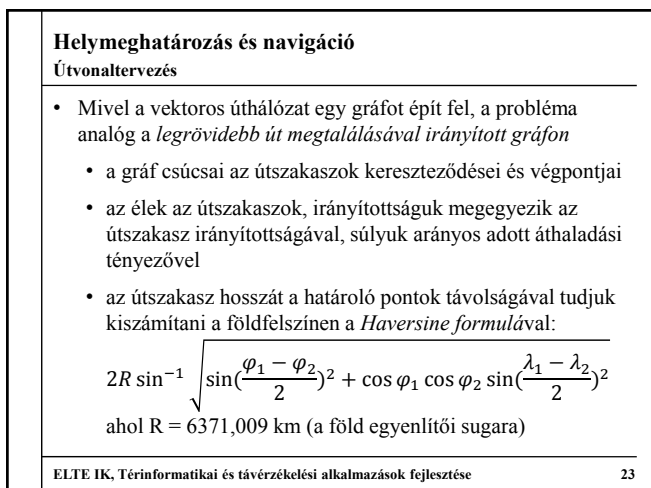 Helymeghatározás és navigáció
Útvonaltervezés
• Mivel a vektoros úthálózat egy gráfot épít fel, a probléma
analóg a legrövidebb út megtalálásával irányított gráfon
• a gráf csúcsai az útszakaszok kereszteződései és végpontjai
• az élek az útszakaszok, irányítottságuk megegyezik az
útszakasz irányítottságával, súlyuk arányos adott áthaladási
tényezővel
• az útszakasz hosszát a határoló pontok távolságával tudjuk
kiszámítani a földfelszínen a Haversine formulával:
2R sin⁻¹ √(sin((φ₁ − φ₂)/2)² + cos φ₁ cos φ₂ sin((λ₁ − λ₂)/2)²)
ahol R = 6371,009 km (a föld egyenlítői sugara)
ELTE IK, Térinformatikai és távérzékelési alkalmazások fejlesztése 23